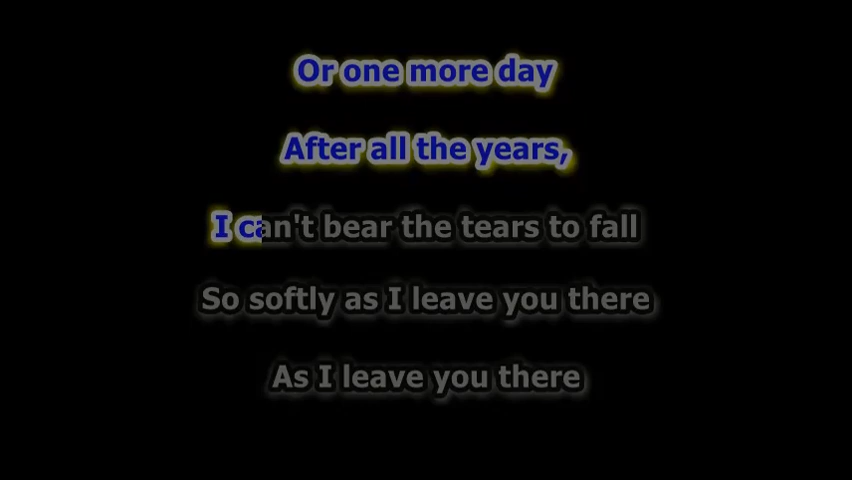 Or one more day
After all the years,
I can't bear the tears to fall
So softly as I leave you there
As I leave you there